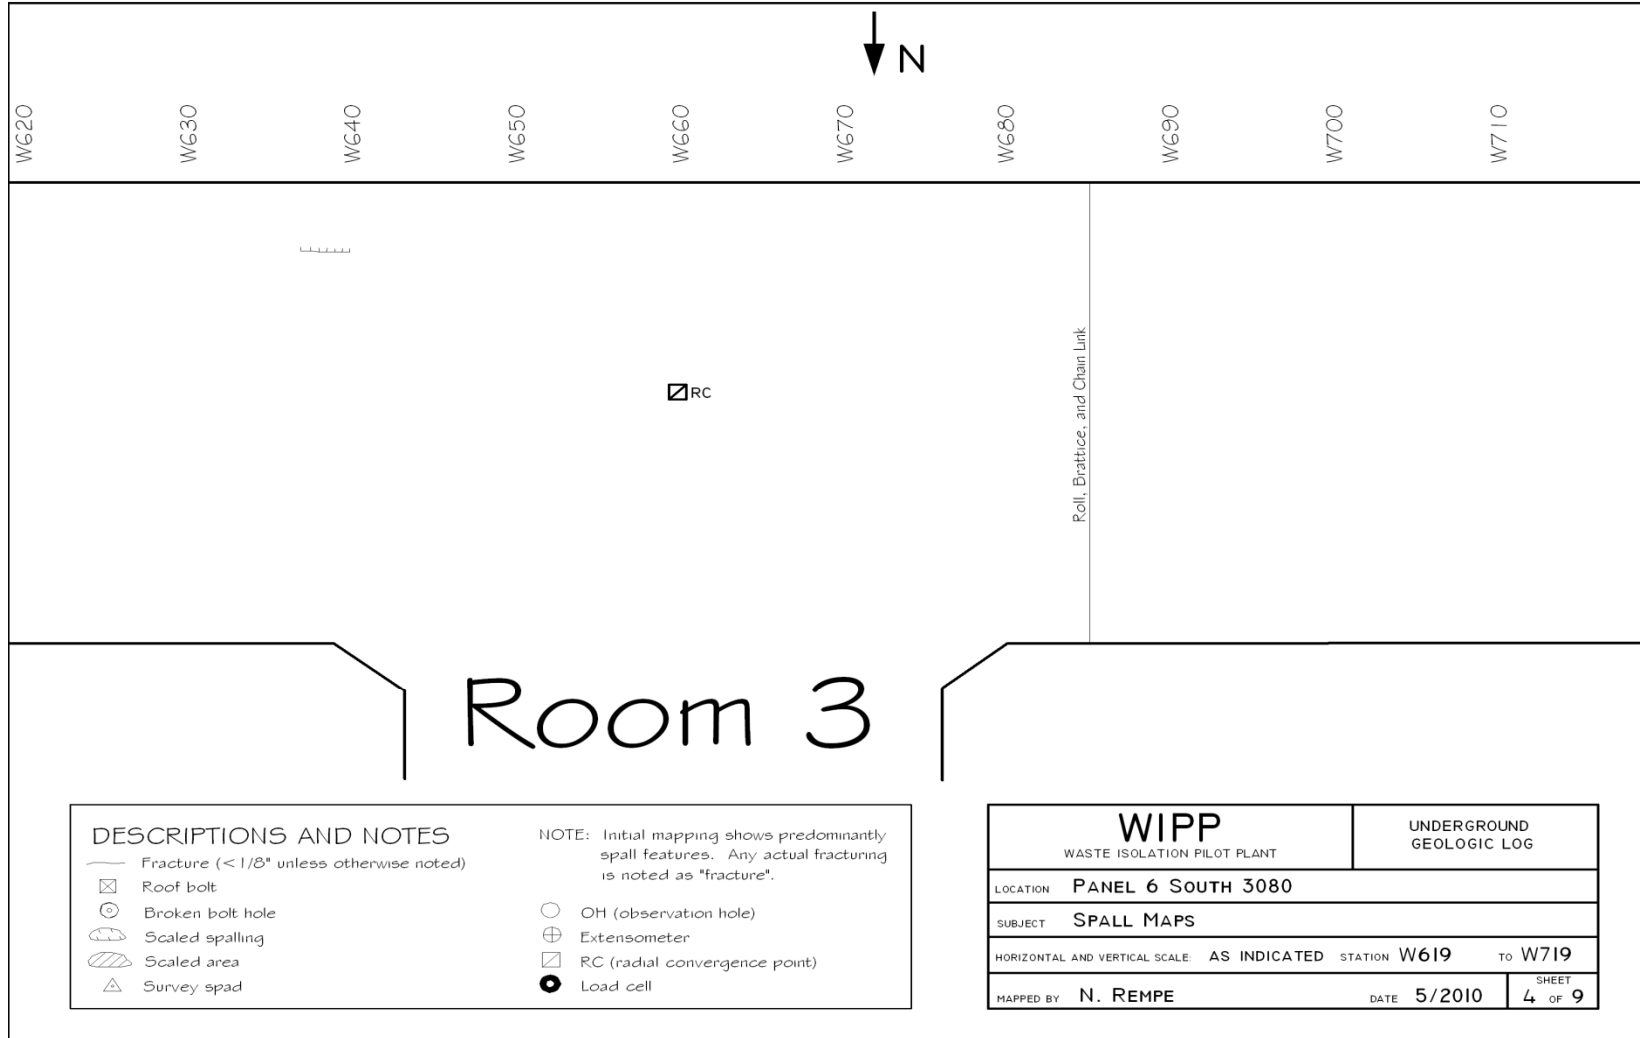 N
W620
W630
W640
W650
W660
W670
W680
W690
W700
W710
RC
Roll, Brattice, and Chain Link
Room 3
DESCRIPTIONS AND NOTES
Fracture (< 1/8" unless otherwise noted)
Roof bolt
Broken bolt hole
Scaled spalling
Scaled area
Survey spad
NOTE: Initial mapping shows predominantly
spall features. Any actual fracturing
is noted as "fracture".
OH (observation hole)
Extensometer
RC (radial convergence point)
Load cell
WIPP
WASTE ISOLATION PILOT PLANT
UNDERGROUND
GEOLOGIC LOG
LOCATION PANEL 6 SOUTH 3080
SUBJECT SPALL MAPS
HORIZONTAL AND VERTICAL SCALE: AS INDICATED STATION W619 TO W719
MAPPED BY N. REMPE DATE 5/2010
SHEET
4 OF 9